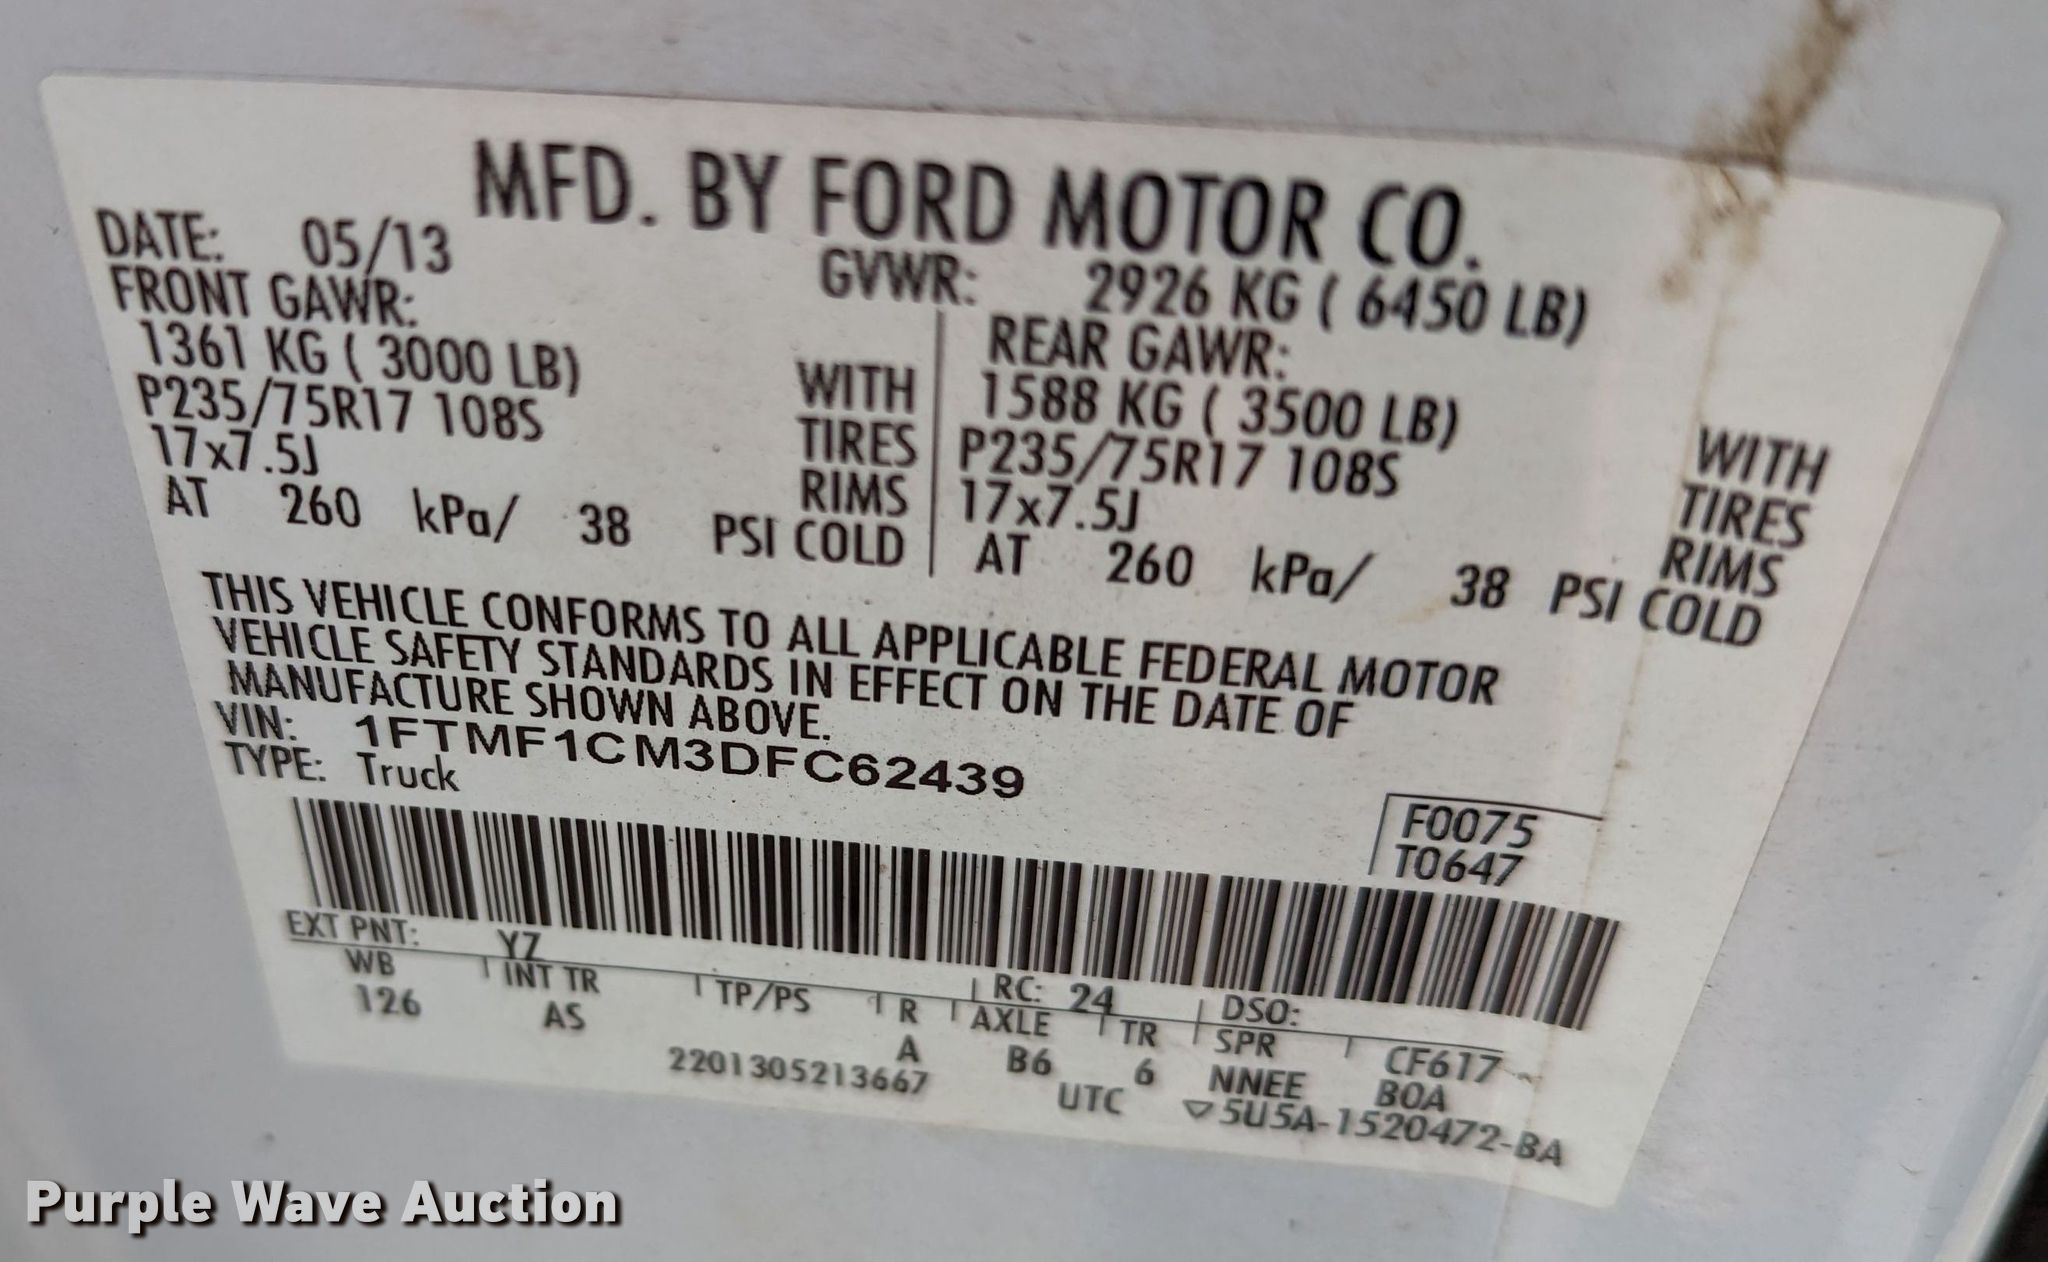 MFD. BY FORD MOTOR CO.
DATE: 05/13 GVWR: 2926 KG ( 6450 LB)
FRONT GAWR: REAR GAWR:
1361 KG ( 3000 LB) WITH 1588 KG ( 3500 LB) WITH
P235/75R17 108S TIRES P235/75R17 108S TIRES
17x7.5J RIMS 17x7.5J RIMS
AT 260 kPa/ 38 PSI COLD AT 260 kPa/ 38 PSI COLD
THIS VEHICLE CONFORMS TO ALL APPLICABLE FEDERAL MOTOR
VEHICLE SAFETY STANDARDS IN EFFECT ON THE DATE OF
MANUFACTURE SHOWN ABOVE.
VIN: 1FTMF1CM3DFC62439
TYPE: Truck
F0075
T0647
EXT PNT: YZ RC: 24 DSO:
WB INT TR TP/PS R AXLE TR SPR CF617
126 AS A B6 6 NNEE BOA
2201305213667 UTC ▽5U5A-1520472-BA
Purple Wave Auction